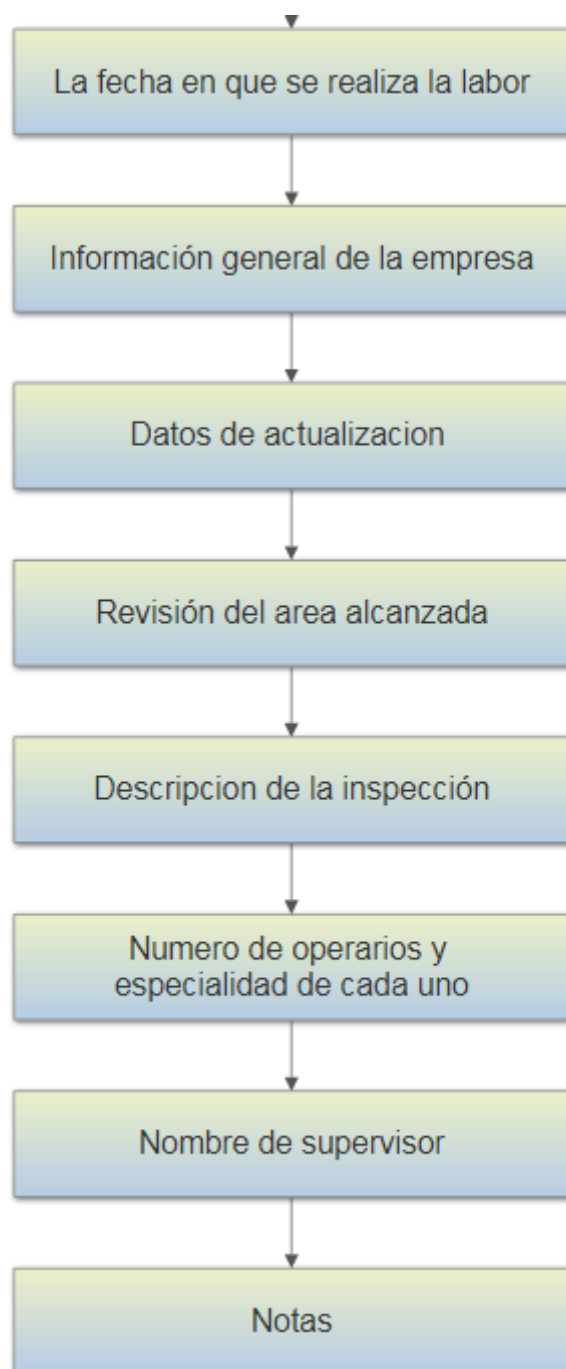 La fecha en que se realiza la labor
Información general de la empresa
Datos de actualizacion
Revisión del area alcanzada
Descripcion de la inspección
Numero de operarios y
especialidad de cada uno
Nombre de supervisor
Notas